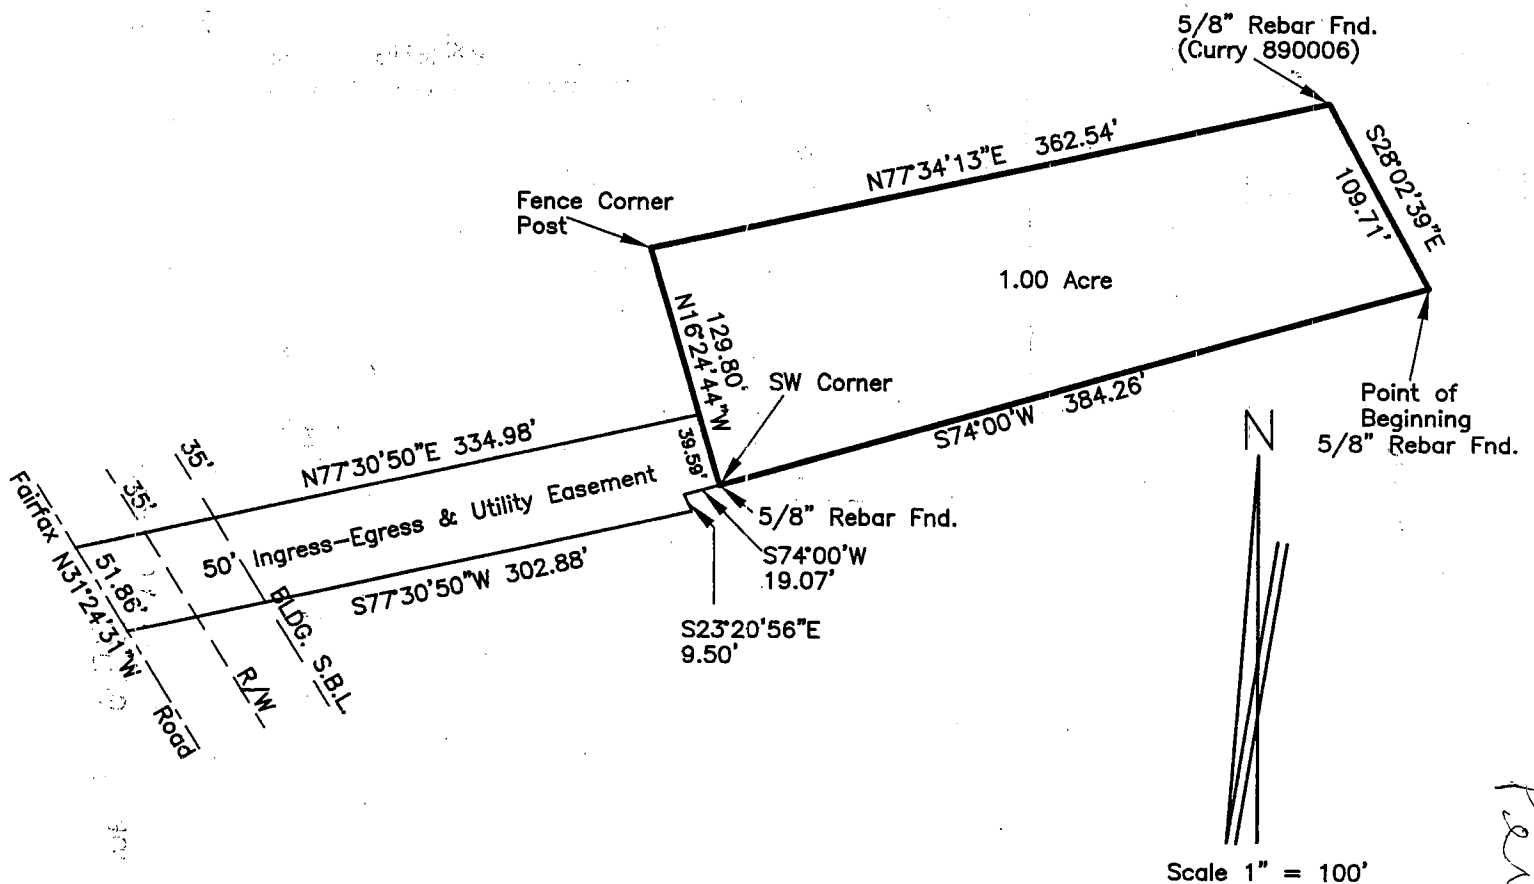 5/8" Rebar Fnd.
(Curry 890006)
N77°34'13"E 362.54'
S28°02'39"E
109.71'
Fence Corner
Post
1.00 Acre
129.80'
N16°24'44"W
SW Corner
S74°00'W 384.26'
Point of
Beginning
5/8" Rebar Fnd.
N
39.59'
N77°30'50"E 334.98'
35'
35'
50' Ingress-Egress & Utility Easement
5/8" Rebar Fnd.
S74°00'W
19.07'
S77°30'50"W 302.88'
S23°20'56"E
9.50'
Fairfax
N31°24'31"W
51.86'
Road
R/W
BLDG. S.B.L.
Scale 1" = 100'